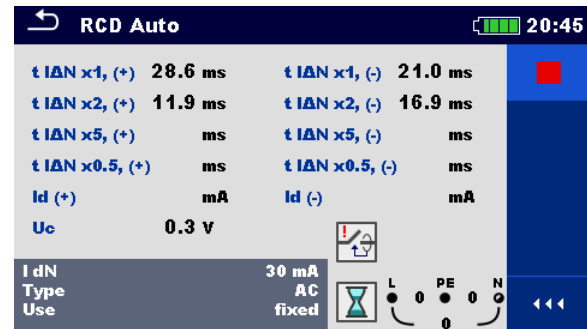 RCD Auto 20:45
t IΔN x1, (+) 28.6 ms t IΔN x1, (-) 21.0 ms
t IΔN x2, (+) 11.9 ms t IΔN x2, (-) 16.9 ms
t IΔN x5, (+) ms t IΔN x5, (-) ms
t IΔN x0.5, (+) ms t IΔN x0.5, (-) ms
Id (+) mA Id (-) mA
Uc 0.3 V
I dN 30 mA
Type AC
Use fixed
L PE N
0 0
0